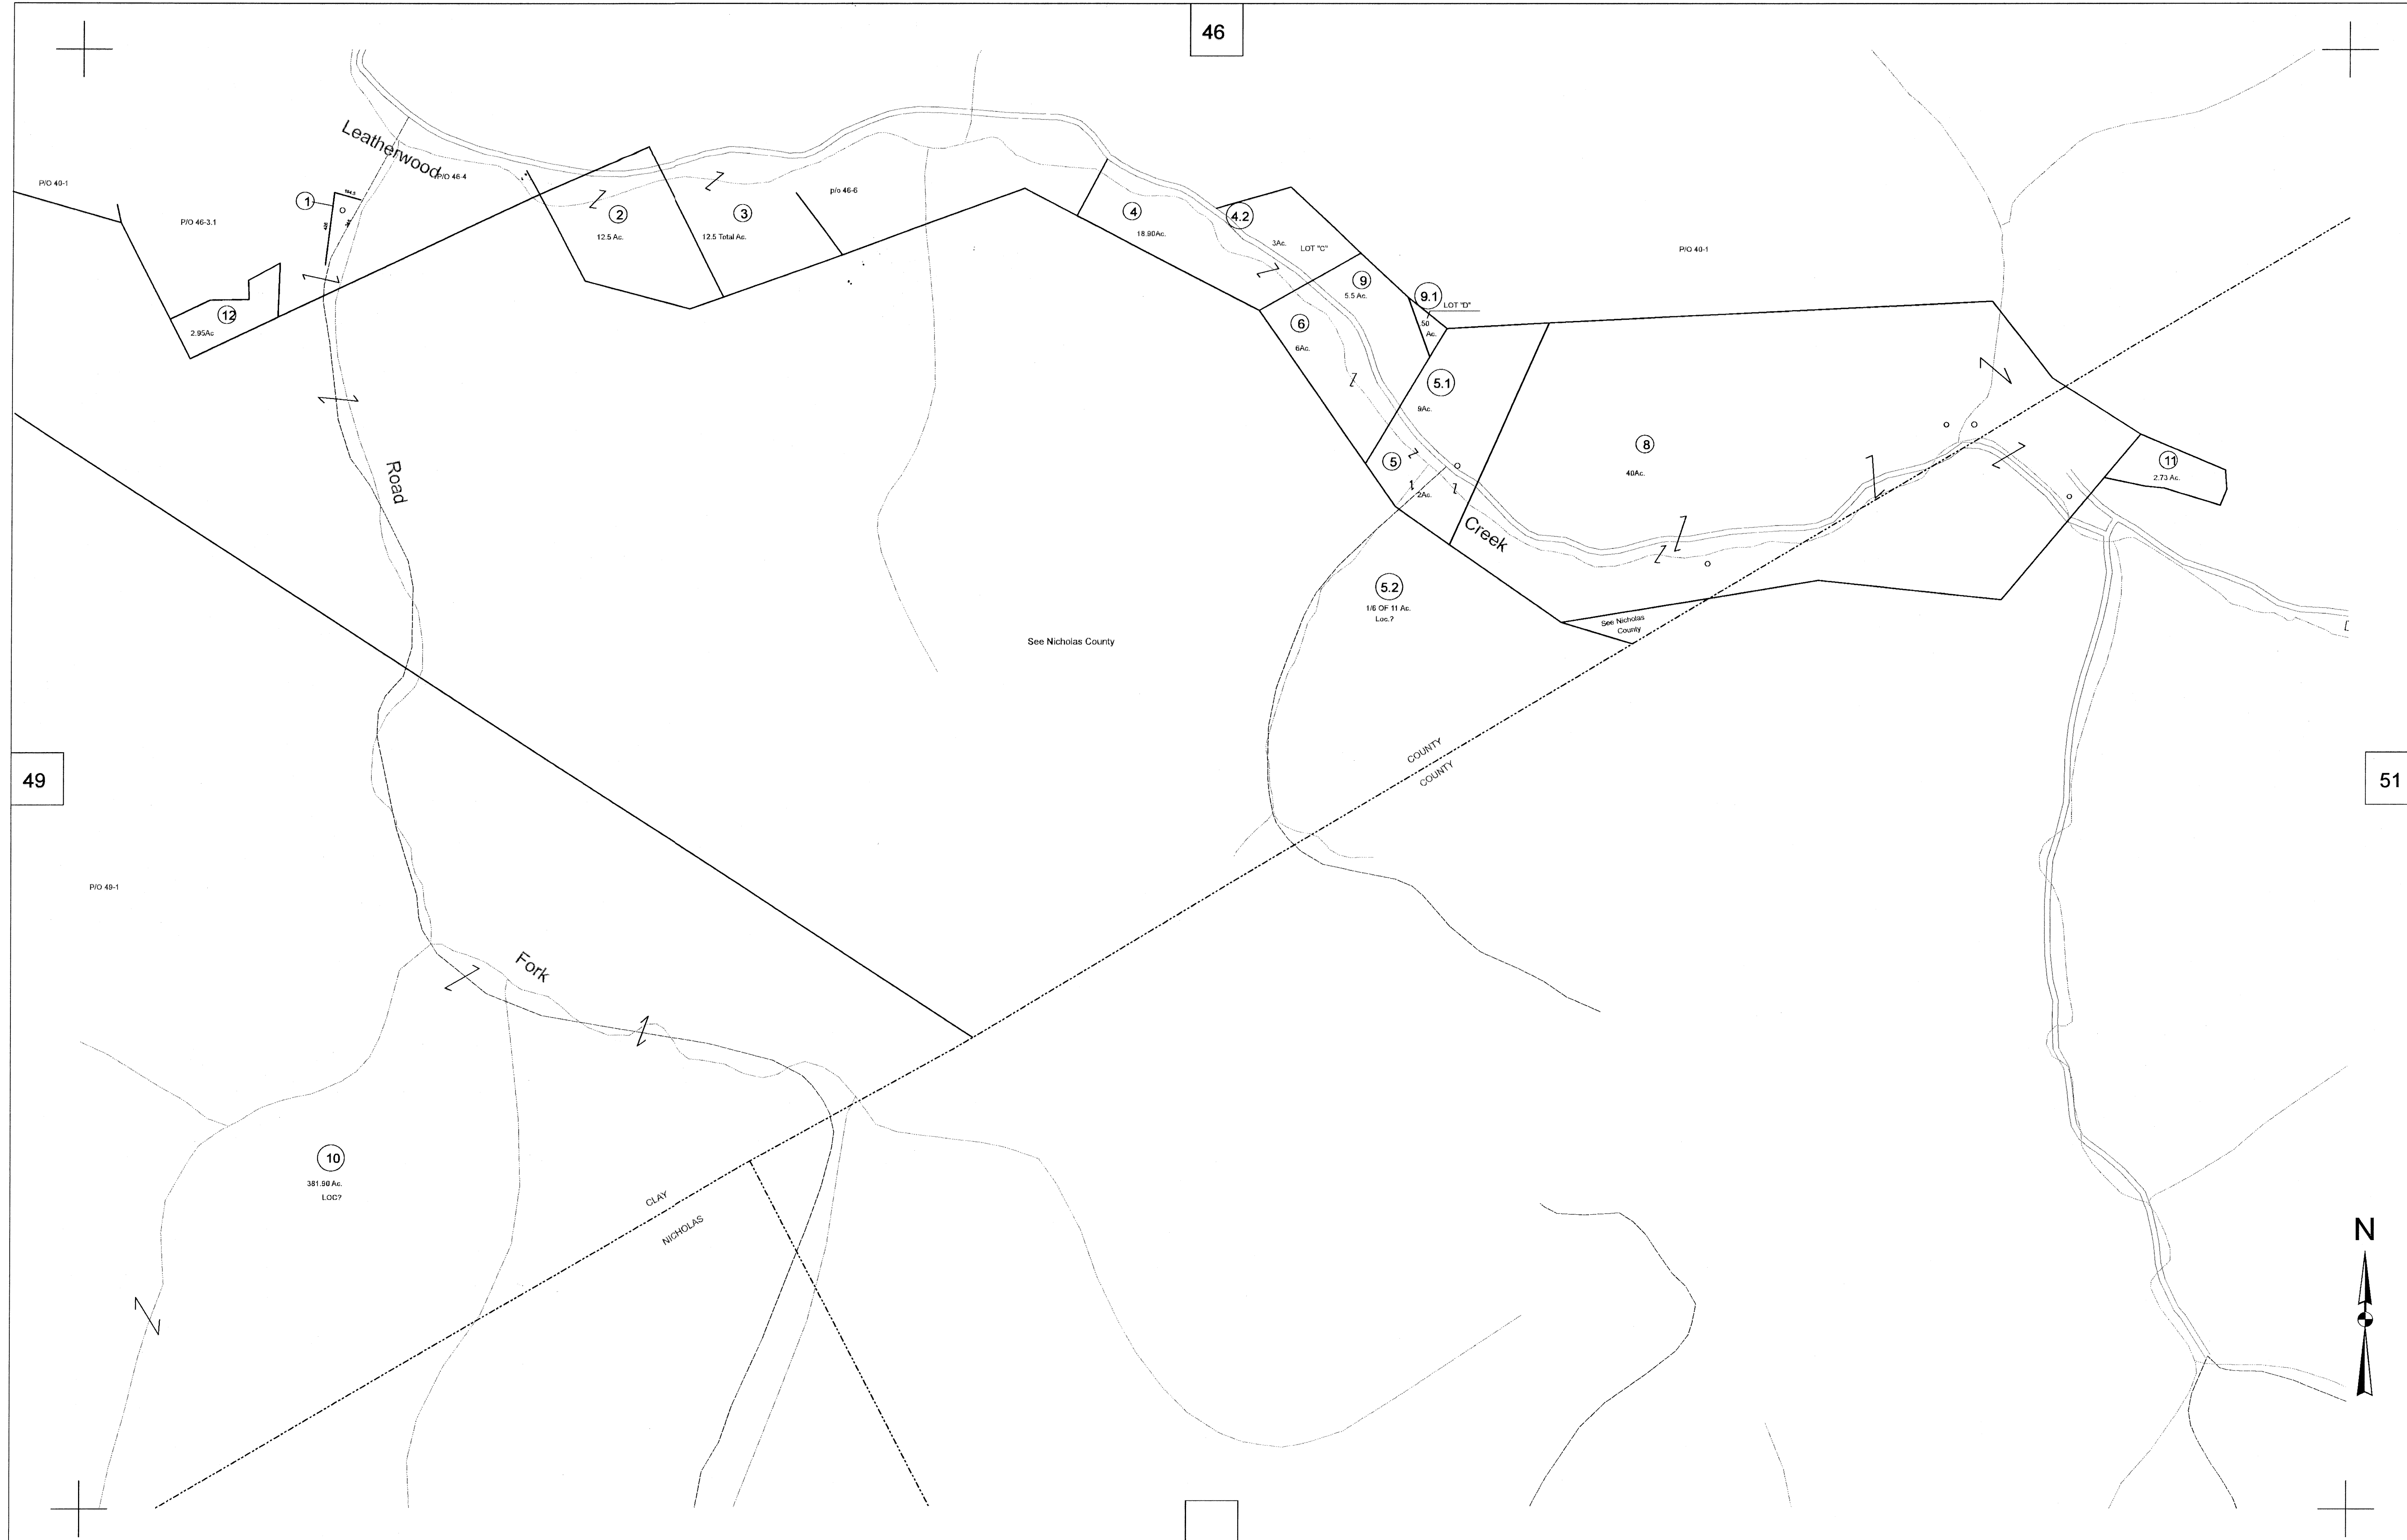 46
Leatherwood
P/O 40-1
P/O 46-4
p/o 46-6
1
184.5
P/O 46-3.1
2
12.5 Ac.
3
12.5 Total Ac.
4
18.90Ac.
4.2
3Ac.
LOT "C"
P/O 40-1
9
5.5 Ac.
9.1
LOT "D"
50
Ac.
12
2.95Ac
6
6Ac.
5.1
9Ac.
8
40Ac.
5
2Ac.
11
2.73 Ac.
Road
Creek
5.2
1/6 OF 11 Ac.
Loc.?
See Nicholas
County
See Nicholas County
COUNTY
COUNTY
49
51
P/O 49-1
Fork
10
381.90 Ac.
LOC?
CLAY
NICHOLAS
N